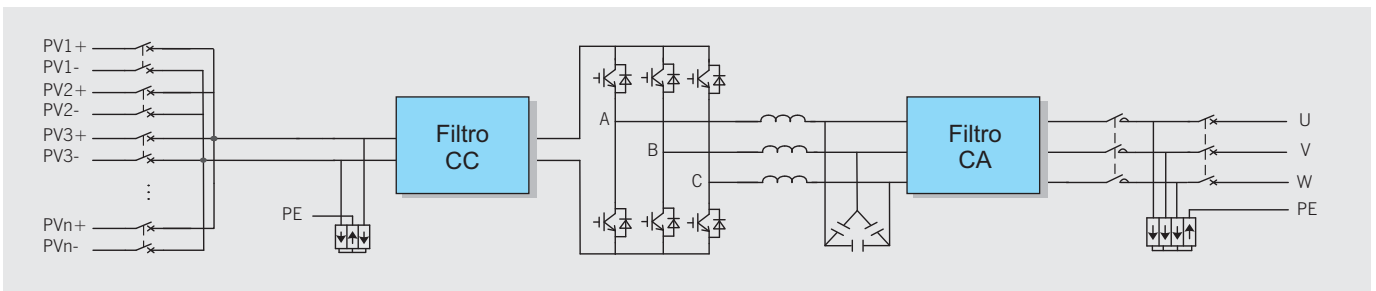 PV1+
PV1-
PV2+
PV2-
PV3+
PV3-
⋮
PVn+
PVn-
PE
Filtro
CC
A
B
C
Filtro
CA
U
V
W
PE